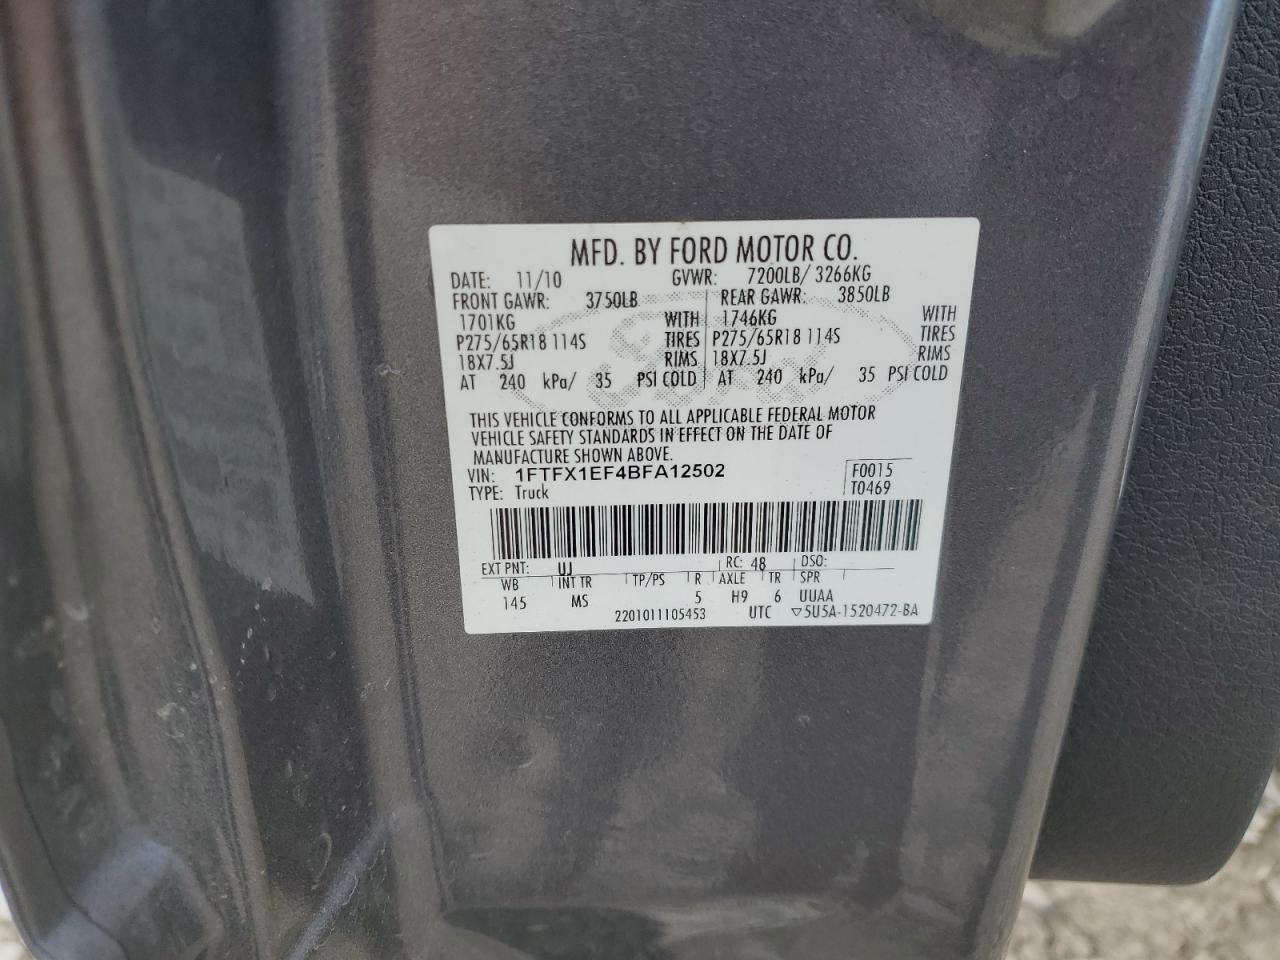 MFD. BY FORD MOTOR CO.
DATE: 11/10 GVWR: 7200LB/ 3266KG
FRONT GAWR: 3750LB REAR GAWR: 3850LB
1701KG WITH 1746KG WITH
P275/65R18 114S TIRES P275/65R18 114S TIRES
18X7.5J RIMS 18X7.5J RIMS
AT 240 kPa/ 35 PSI COLD AT 240 kPa/ 35 PSI COLD
THIS VEHICLE CONFORMS TO ALL APPLICABLE FEDERAL MOTOR
VEHICLE SAFETY STANDARDS IN EFFECT ON THE DATE OF
MANUFACTURE SHOWN ABOVE.
VIN: 1FTFX1EF4BFA12502 F0015
TYPE: Truck T0469
EXT PNT: UJ RC: 48 DSO:
WB INT TR TP/PS R AXLE TR SPR
145 MS 5 H9 6 UUAA
2201011105453 UTC ▽5U5A-1520472-BA